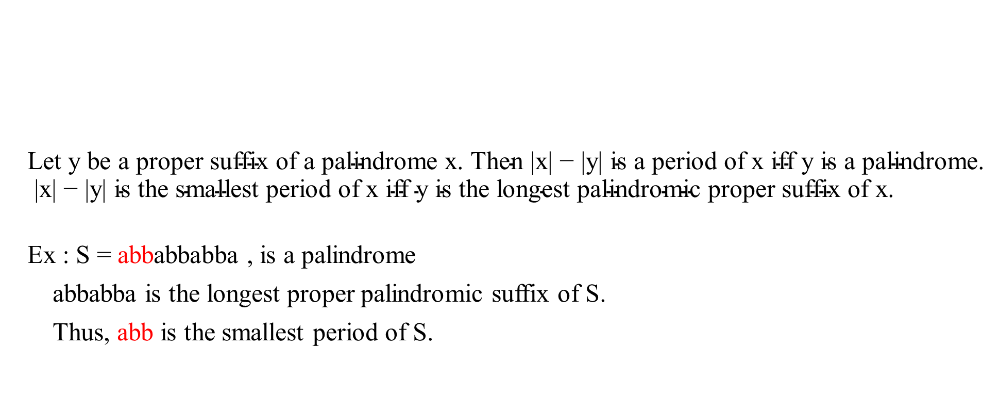 Let y be a proper suffix of a palindrome x. Then |x| − |y| is a period of x iff y is a palindrome.
|x| − |y| is the smallest period of x iff y is the longest palindromic proper suffix of x.
Ex : S = abbabbabba , is a palindrome
abbabba is the longest proper palindromic suffix of S.
Thus, abb is the smallest period of S.